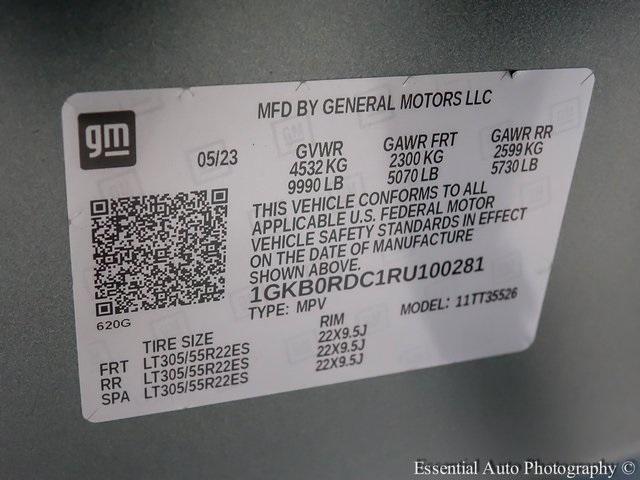 MFD BY GENERAL MOTORS LLC
gm
05/23
GVWR
4532 KG
9990 LB
GAWR FRT
2300 KG
5070 LB
GAWR RR
2599 KG
5730 LB
THIS VEHICLE CONFORMS TO ALL
APPLICABLE U.S. FEDERAL MOTOR
VEHICLE SAFETY STANDARDS IN EFFECT
ON THE DATE OF MANUFACTURE
SHOWN ABOVE.
1GKB0RDC1RU100281
TYPE: MPV
MODEL: 11TT35526
620G
TIRE SIZE
RIM
FRT LT305/55R22ES 22X9.5J
RR LT305/55R22ES 22X9.5J
SPA LT305/55R22ES 22X9.5J
Essential Auto Photography ©